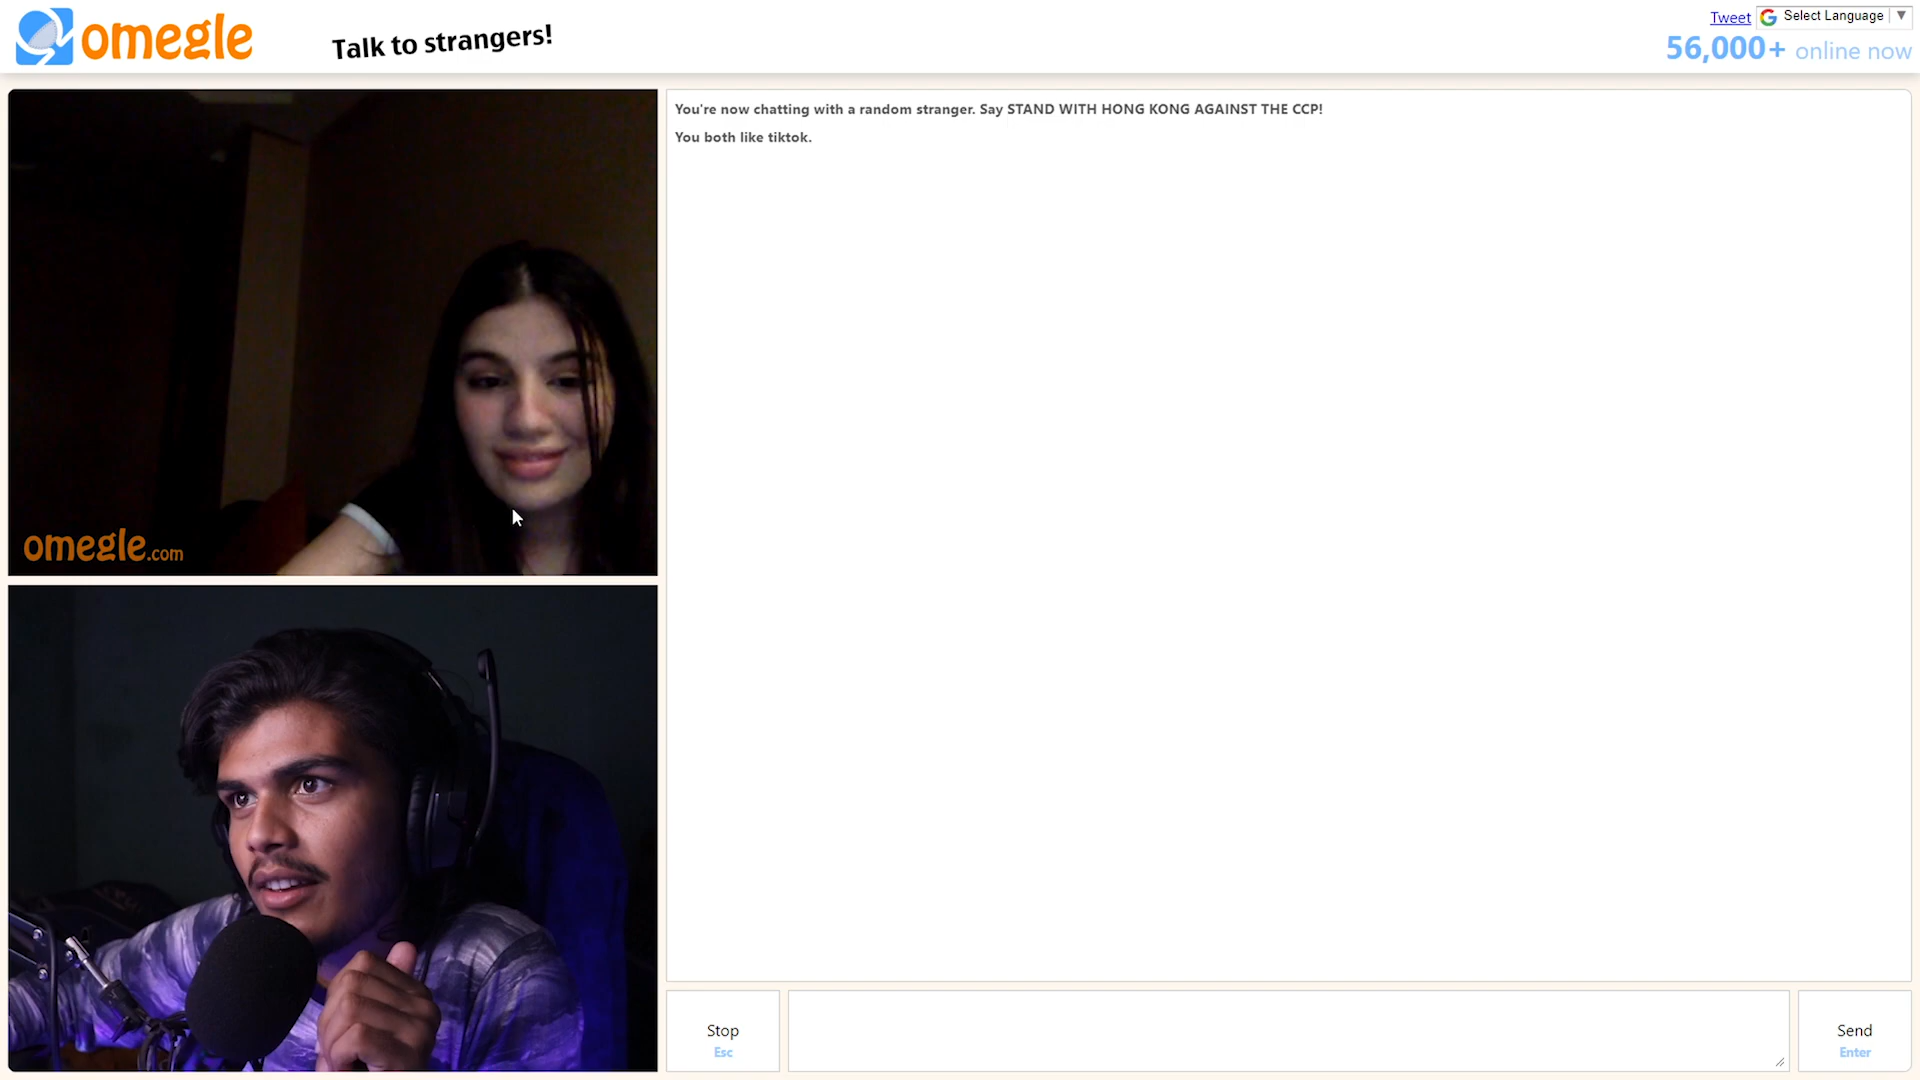 omegle
Talk to strangers!
Tweet
Select Language ▼
56,000+ online now
You're now chatting with a random stranger. Say STAND WITH HONG KONG AGAINST THE CCP!
You both like tiktok.
omegle.com
Stop
Esc
Send
Enter